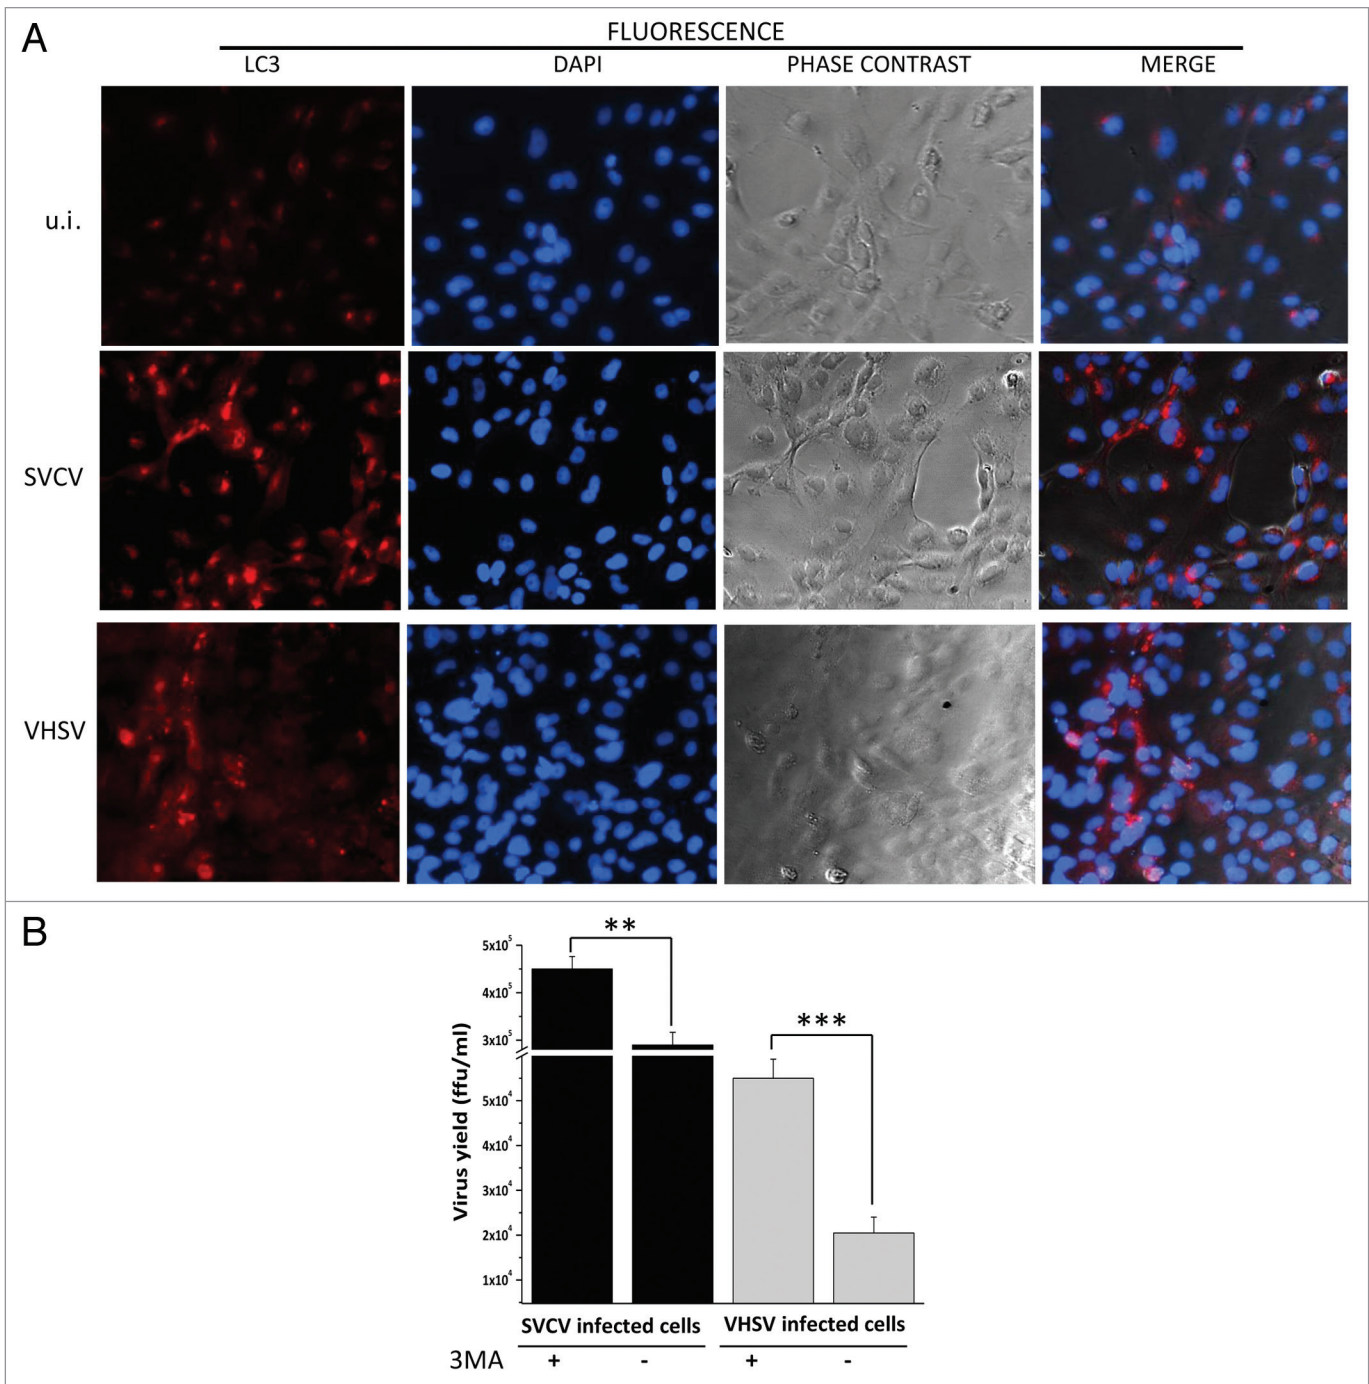 A
FLUORESCENCE
LC3 DAPI PHASE CONTRAST MERGE
u.i.
SVCV
VHSV
B
** 
***
5x10⁵
4x10⁵
3x10⁵
5x10⁴
4x10⁴
3x10⁴
2x10⁴
1x10⁴
Virus yield (ffu/ml)
SVCV infected cells VHSV infected cells
3MA + - + -